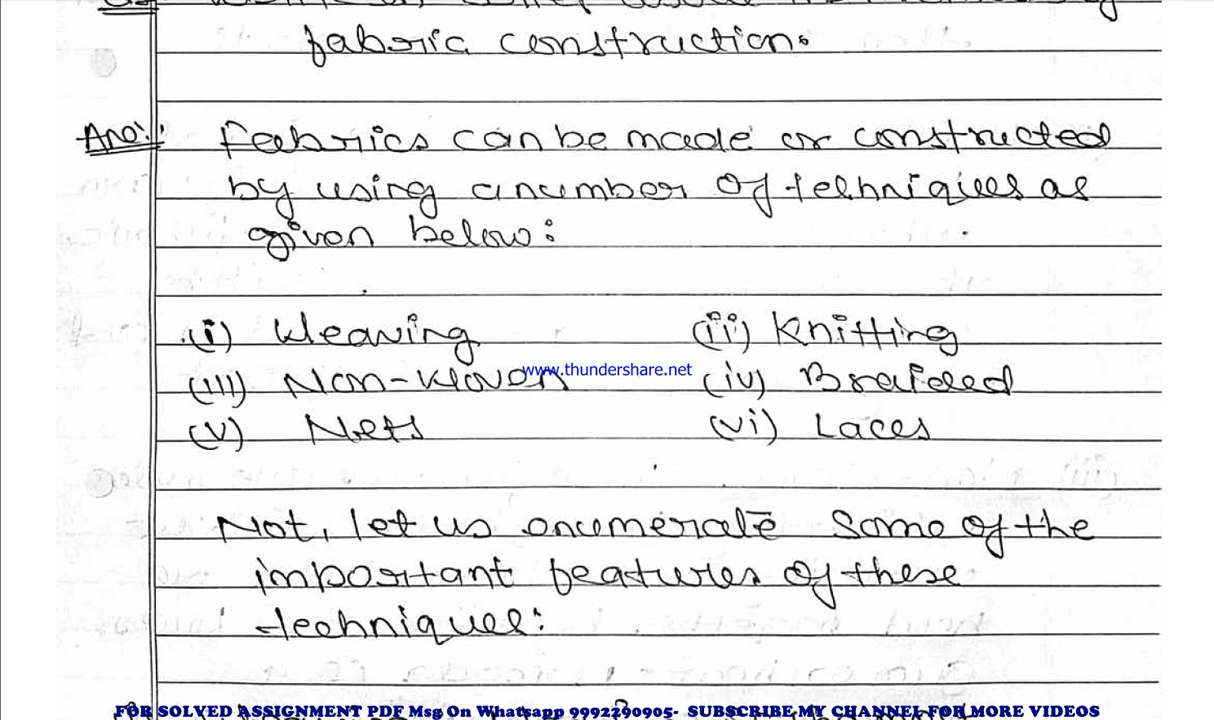 fabric construction.
Ans:- Fabrics can be made or constructed
by using a number of techniques as
given below:
(i) Weaving (ii) Knitting
(III) Non-Woven (iv) Braided
www.thundershare.net
(V) Nets (vi) Laces
Not, let us enumerate some of the
important features of these
techniques:
FOR SOLVED ASSIGNMENT PDF Msg On Whatsapp 9992290905- SUBSCRIBE MY CHANNEL FOR MORE VIDEOS